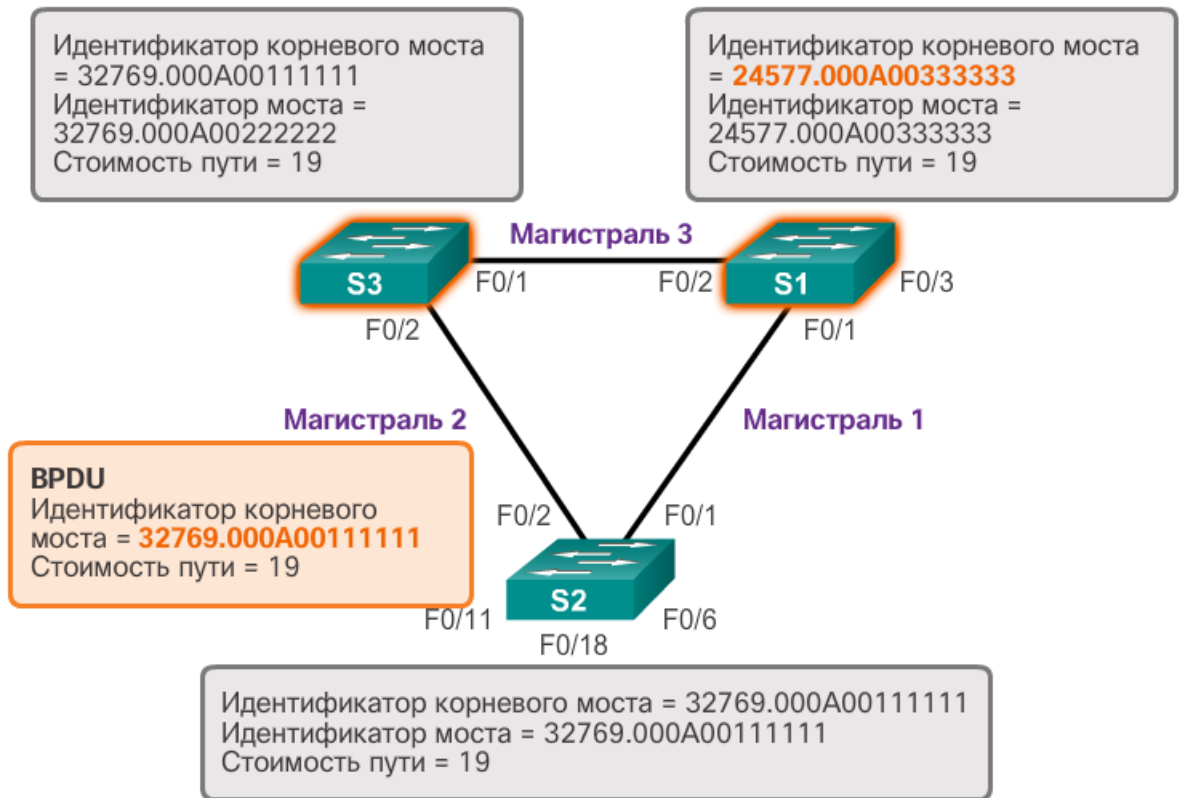 Идентификатор корневого моста
= 32769.000A00111111
Идентификатор моста =
32769.000A00222222
Стоимость пути = 19
Идентификатор корневого моста
= 24577.000A00333333
Идентификатор моста =
24577.000A00333333
Стоимость пути = 19
Магистраль 3
S3
F0/1
F0/2
S1
F0/3
F0/2
F0/1
Магистраль 2
Магистраль 1
BPDU
Идентификатор корневого
моста = 32769.000A00111111
Стоимость пути = 19
F0/2
F0/1
S2
F0/11
F0/6
F0/18
Идентификатор корневого моста = 32769.000A00111111
Идентификатор моста = 32769.000A00111111
Стоимость пути = 19